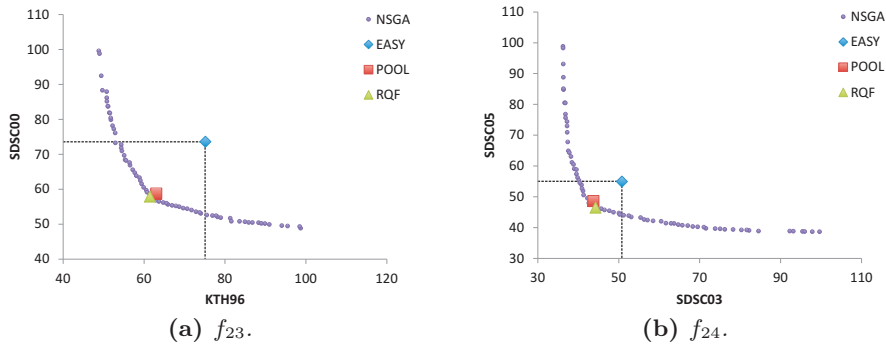 110
100
90
80
70
60
50
40
SDSC00
40
60
80
100
120
KTH96
NSGA
EASY
POOL
RQF
(a) f23.
110
100
90
80
70
60
50
40
30
SDSC05
30
50
70
90
110
SDSC03
NSGA
EASY
POOL
RQF
(b) f24.